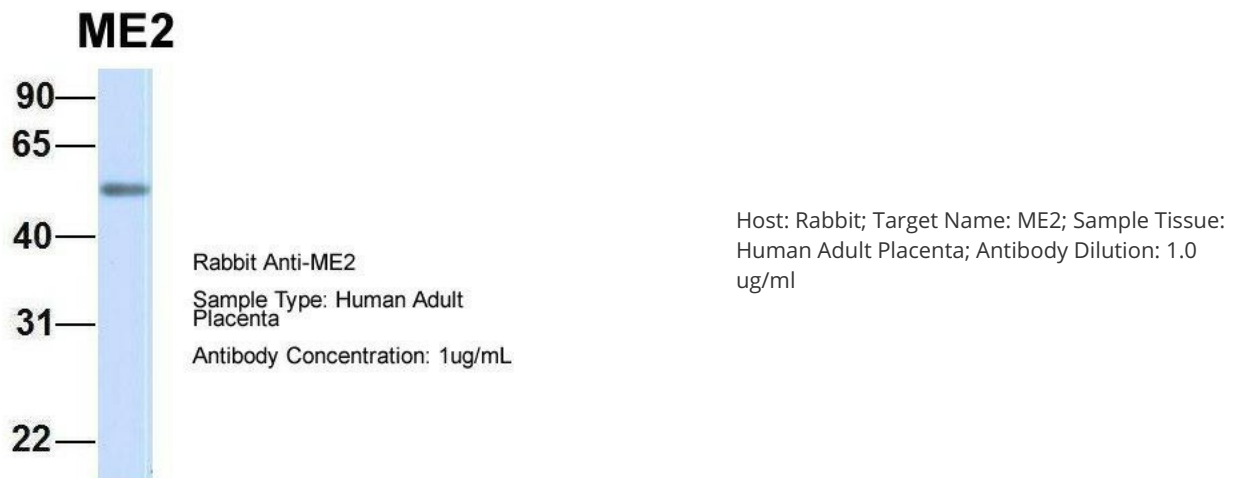 ME2
90
65
40
31
22
Rabbit Anti-ME2
Sample Type: Human Adult
Placenta
Antibody Concentration: 1ug/mL
Host: Rabbit; Target Name: ME2; Sample Tissue:
Human Adult Placenta; Antibody Dilution: 1.0
ug/ml